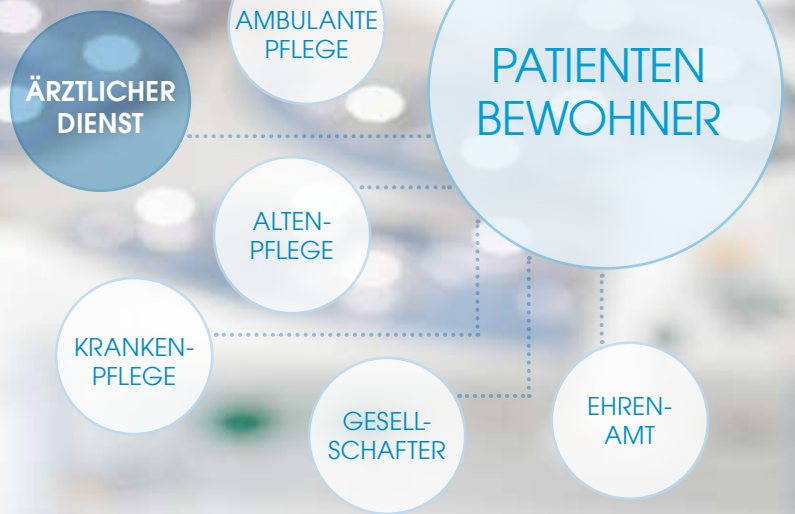 AMBULANTE
PFLEGE
PATIENTEN
BEWOHNER
ÄRZTLICHER
DIENST
ALTEN-
PFLEGE
KRANKEN-
PFLEGE
GESELL-
SCHAFTER
EHREN-
AMT